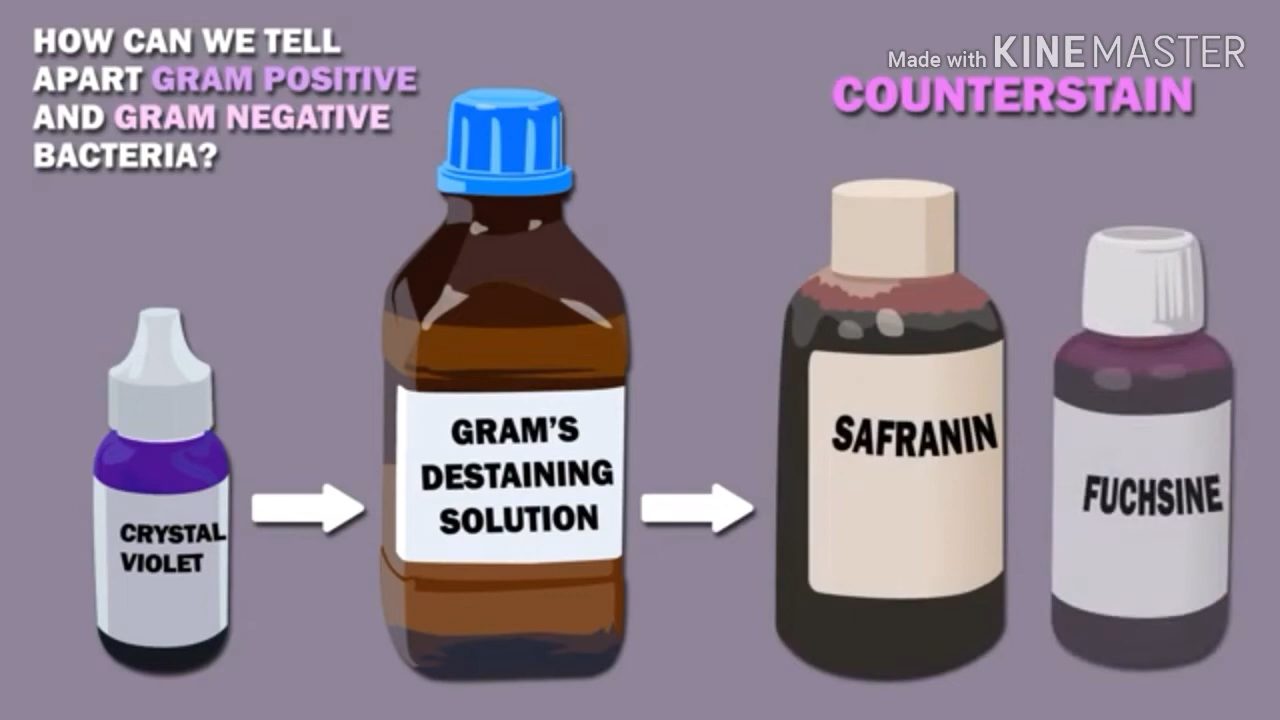 HOW CAN WE TELL
APART GRAM POSITIVE
AND GRAM NEGATIVE
BACTERIA?
Made with KINEMASTER
COUNTERSTAIN
CRYSTAL
VIOLET
GRAM'S
DESTAINING
SOLUTION
SAFRANIN
FUCHSINE